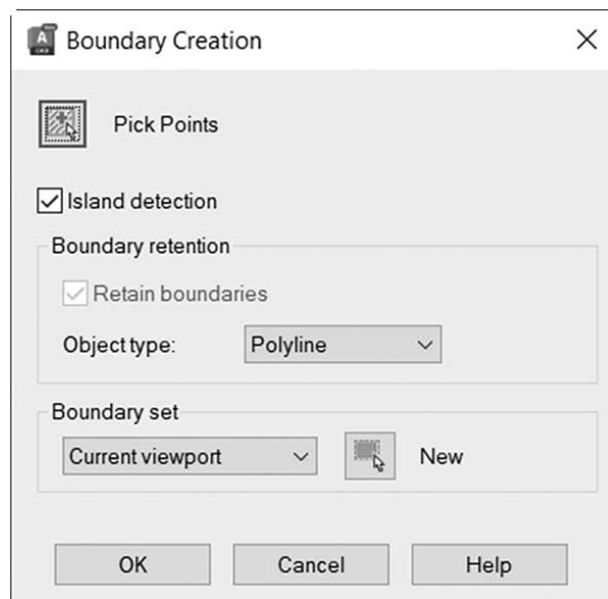 Boundary Creation
Pick Points
Island detection
Boundary retention
Retain boundaries
Object type: Polyline
Boundary set
Current viewport New
OK Cancel Help